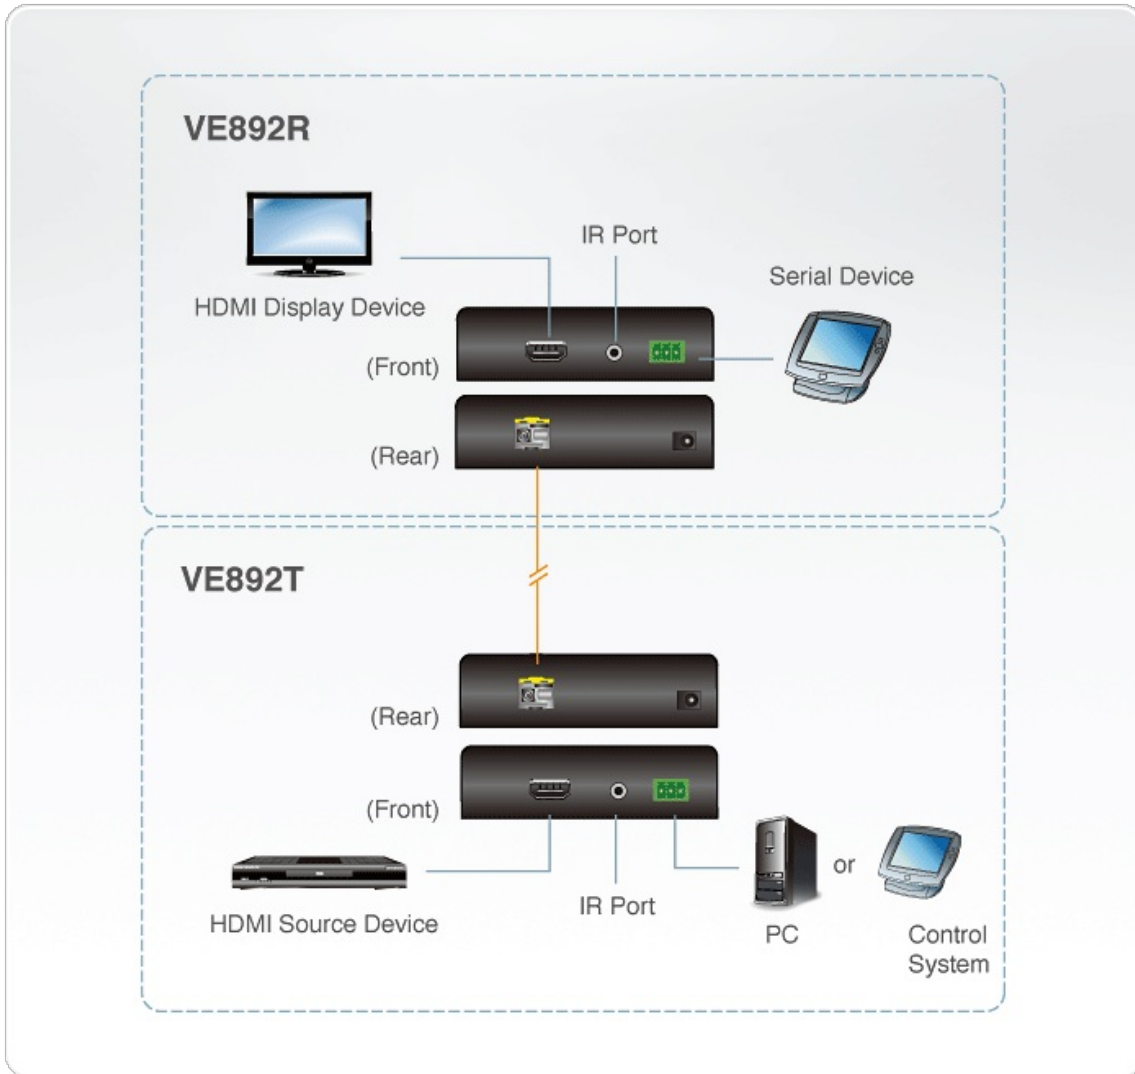 VE892R
IR Port
Serial Device
HDMI Display Device
(Front)
(Rear)
VE892T
(Rear)
(Front)
or
HDMI Source Device
IR Port
PC
Control
System